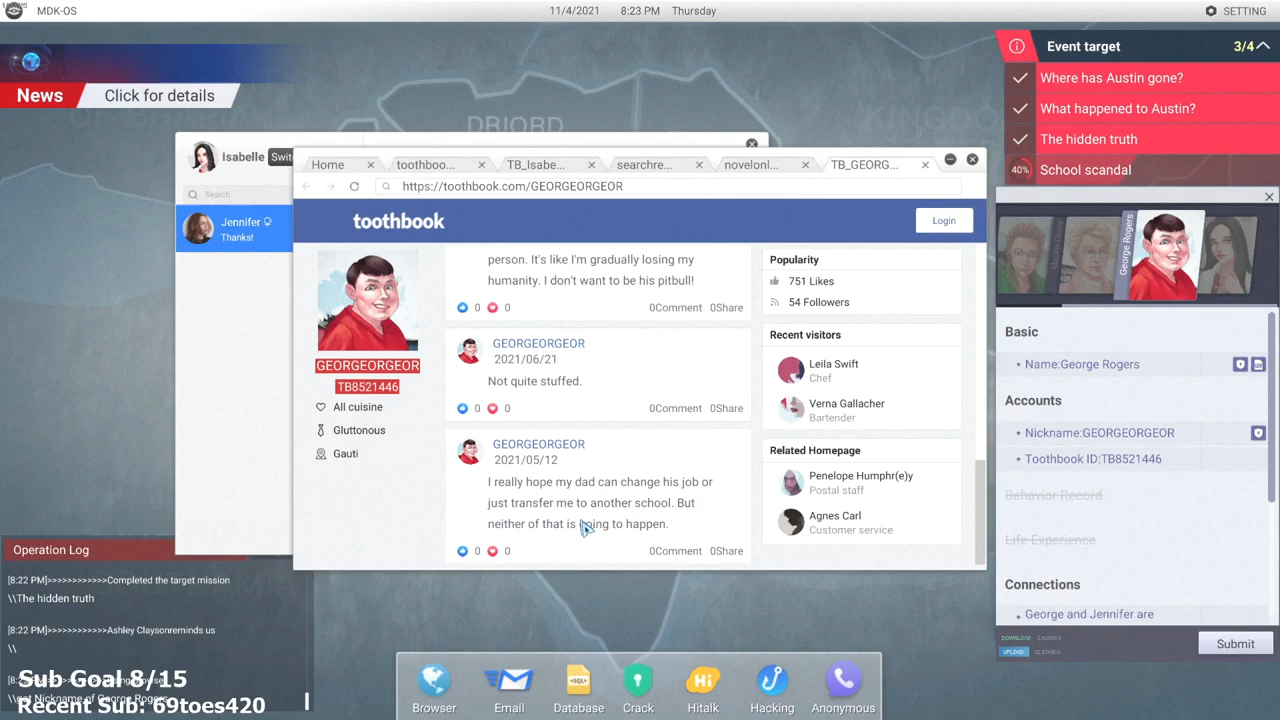 MDK-OS
11/4/2021 8:23 PM Thursday
SETTING
News
Click for details
DRIORD
Event target 3/4
Where has Austin gone?
What happened to Austin?
The hidden truth
40% School scandal
Isabelle
Search
Jennifer
Thanks!
Home
toothboo...
TB_Isabe...
searchre...
novelonl...
TB_GEORG...
https://toothbook.com/GEORGEORGEOR
toothbook
Login
GEORGEORGEOR
TB8521446
All cuisine
Gluttonous
Gauti
person. It's like I'm gradually losing my
humanity. I don't want to be his pitbull!
0 0 0Comment 0Share
GEORGEORGEOR
2021/06/21
Not quite stuffed.
0 0 0Comment 0Share
GEORGEORGEOR
2021/05/12
I really hope my dad can change his job or
just transfer me to another school. But
neither of that is going to happen.
0 0 0Comment 0Share
Popularity
751 Likes
54 Followers
Recent visitors
Leila Swift
Chef
Verna Gallacher
Bartender
Related Homepage
Penelope Humphr(e)y
Postal staff
Agnes Carl
Customer service
George Rogers
Basic
• Name:George Rogers
Accounts
• Nickname:GEORGEORGEOR
• Toothbook ID:TB8521446
Behavior Record
Life Experience
Connections
• George and Jennifer are
DOWNLOAD
UPLOAD
Submit
Operation Log
[8:22 PM]>>>>>>>>>>>>Completed the target mission
\\The hidden truth
[8:22 PM]>>>>>>>>>>>>Ashley Claysonreminds us
\\
Nickname of George Rogers
Sub Goal 8/15
Recent Sub: 69toes420
Browser
Email
Database
Crack
Hitalk
Hacking
Anonymous